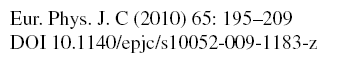 Eur. Phys. J. C (2010) 65: 195–209
DOI 10.1140/epjc/s10052-009-1183-z